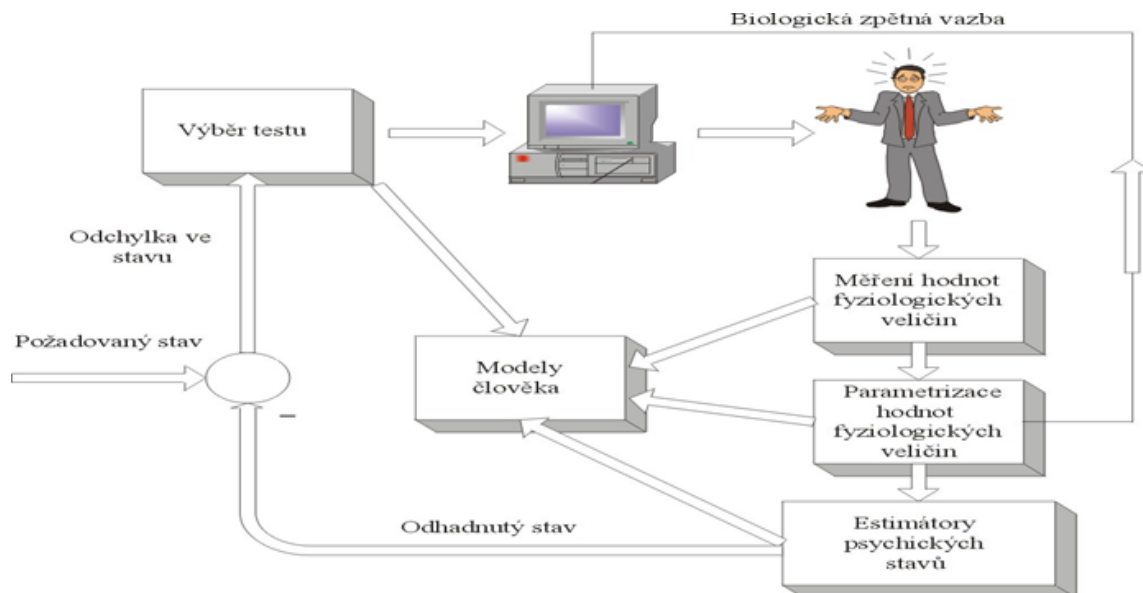 Biologická zpětná vazba
Výběr testu
Odchylka ve
stavu
Měření hodnot
fyziologických
veličin
Požadovaný stav
Modely
člověka
Parametrizace
hodnot
fyziologických
veličin
–
Odhadnutý stav
Estimátory
psychických
stavů